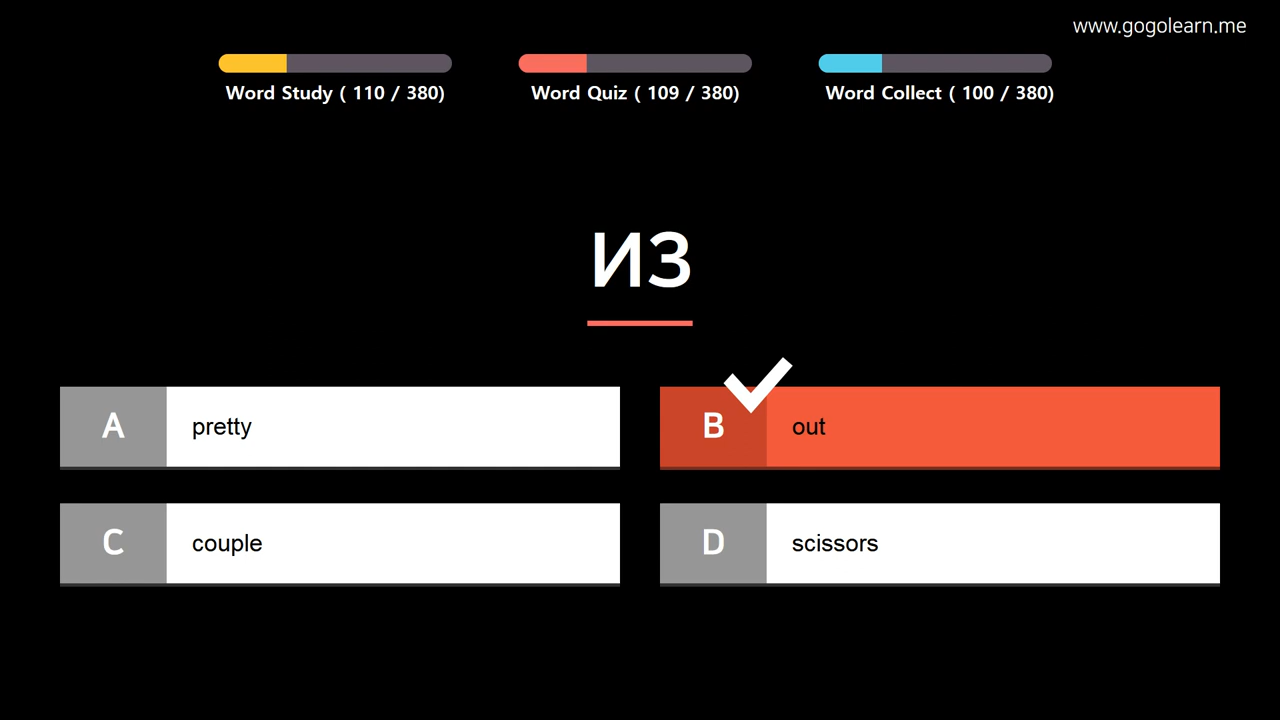 www.gogolearn.me
Word Study ( 110 / 380)
Word Quiz ( 109 / 380)
Word Collect ( 100 / 380)
из
A pretty
B out
C couple
D scissors